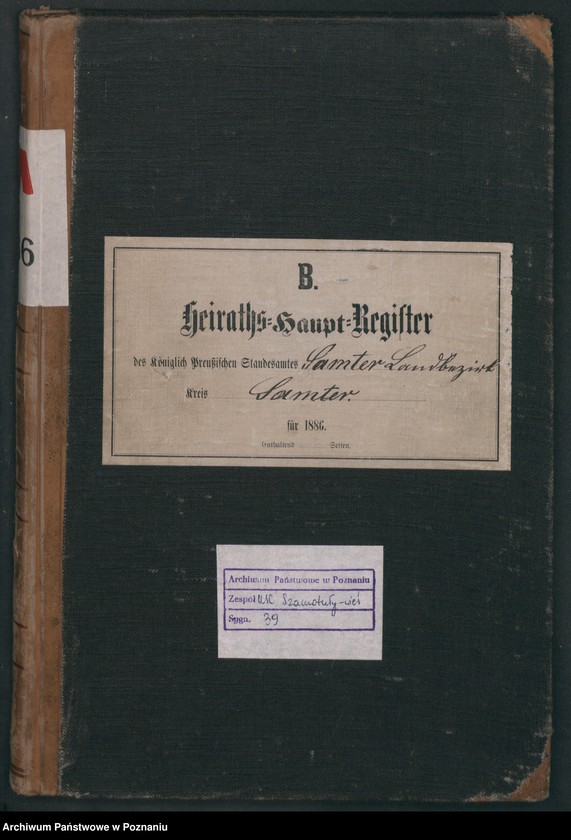 6
B.
Heiraths-Haupt-Register
des Königlich Preußischen Standesamtes Samter Landbezirk
Kreis Samter.
für 1886.
Enthaltend Seiten.
Archiwum Państwowe w Poznaniu
Zespół USC Szamotuły-wieś
Sygn. 39
Archiwum Państwowe w Poznaniu